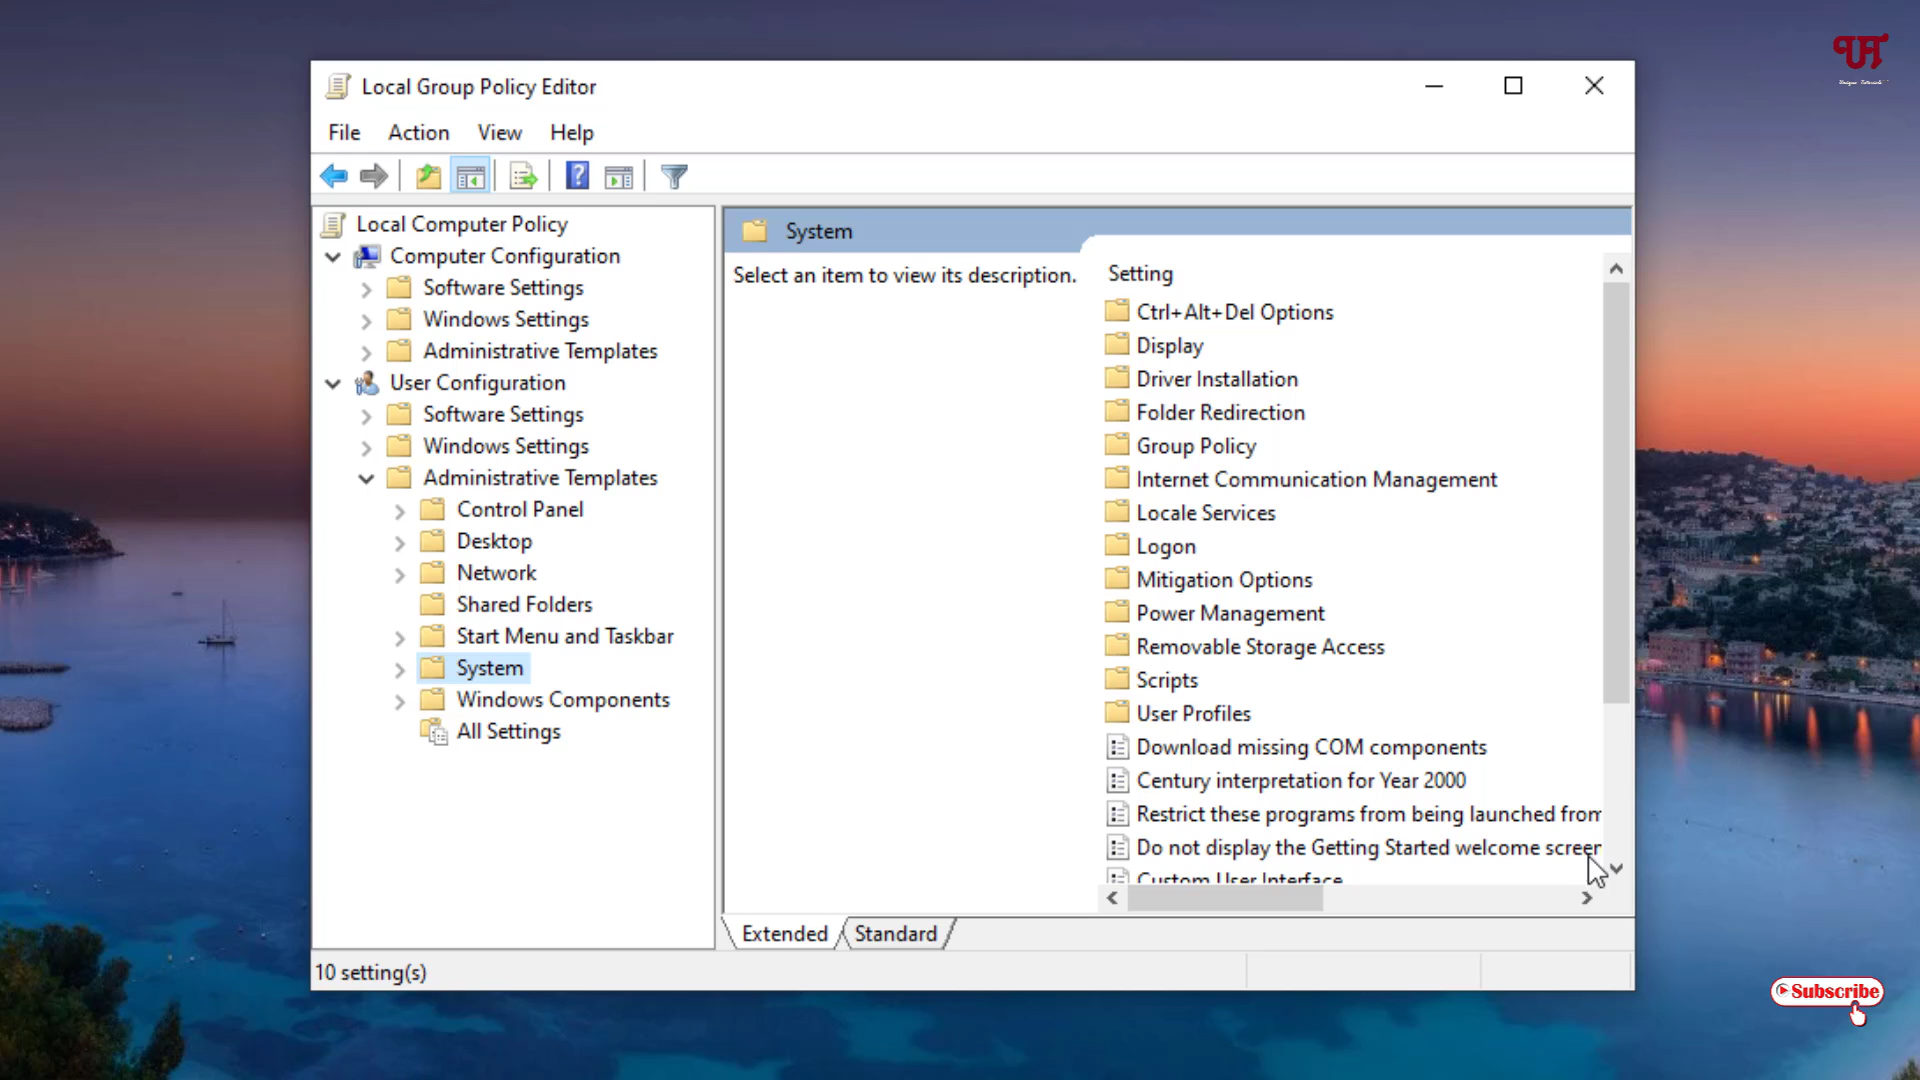 Local Group Policy Editor
File Action View Help
Local Computer Policy
Computer Configuration
Software Settings
Windows Settings
Administrative Templates
User Configuration
Software Settings
Windows Settings
Administrative Templates
Control Panel
Desktop
Network
Shared Folders
Start Menu and Taskbar
System
Windows Components
All Settings
System
Select an item to view its description.
Setting
Ctrl+Alt+Del Options
Display
Driver Installation
Folder Redirection
Group Policy
Internet Communication Management
Locale Services
Logon
Mitigation Options
Power Management
Removable Storage Access
Scripts
User Profiles
Download missing COM components
Century interpretation for Year 2000
Restrict these programs from being launched from
Do not display the Getting Started welcome screen
Custom User Interface
Extended Standard
10 setting(s)
UT
Subscribe